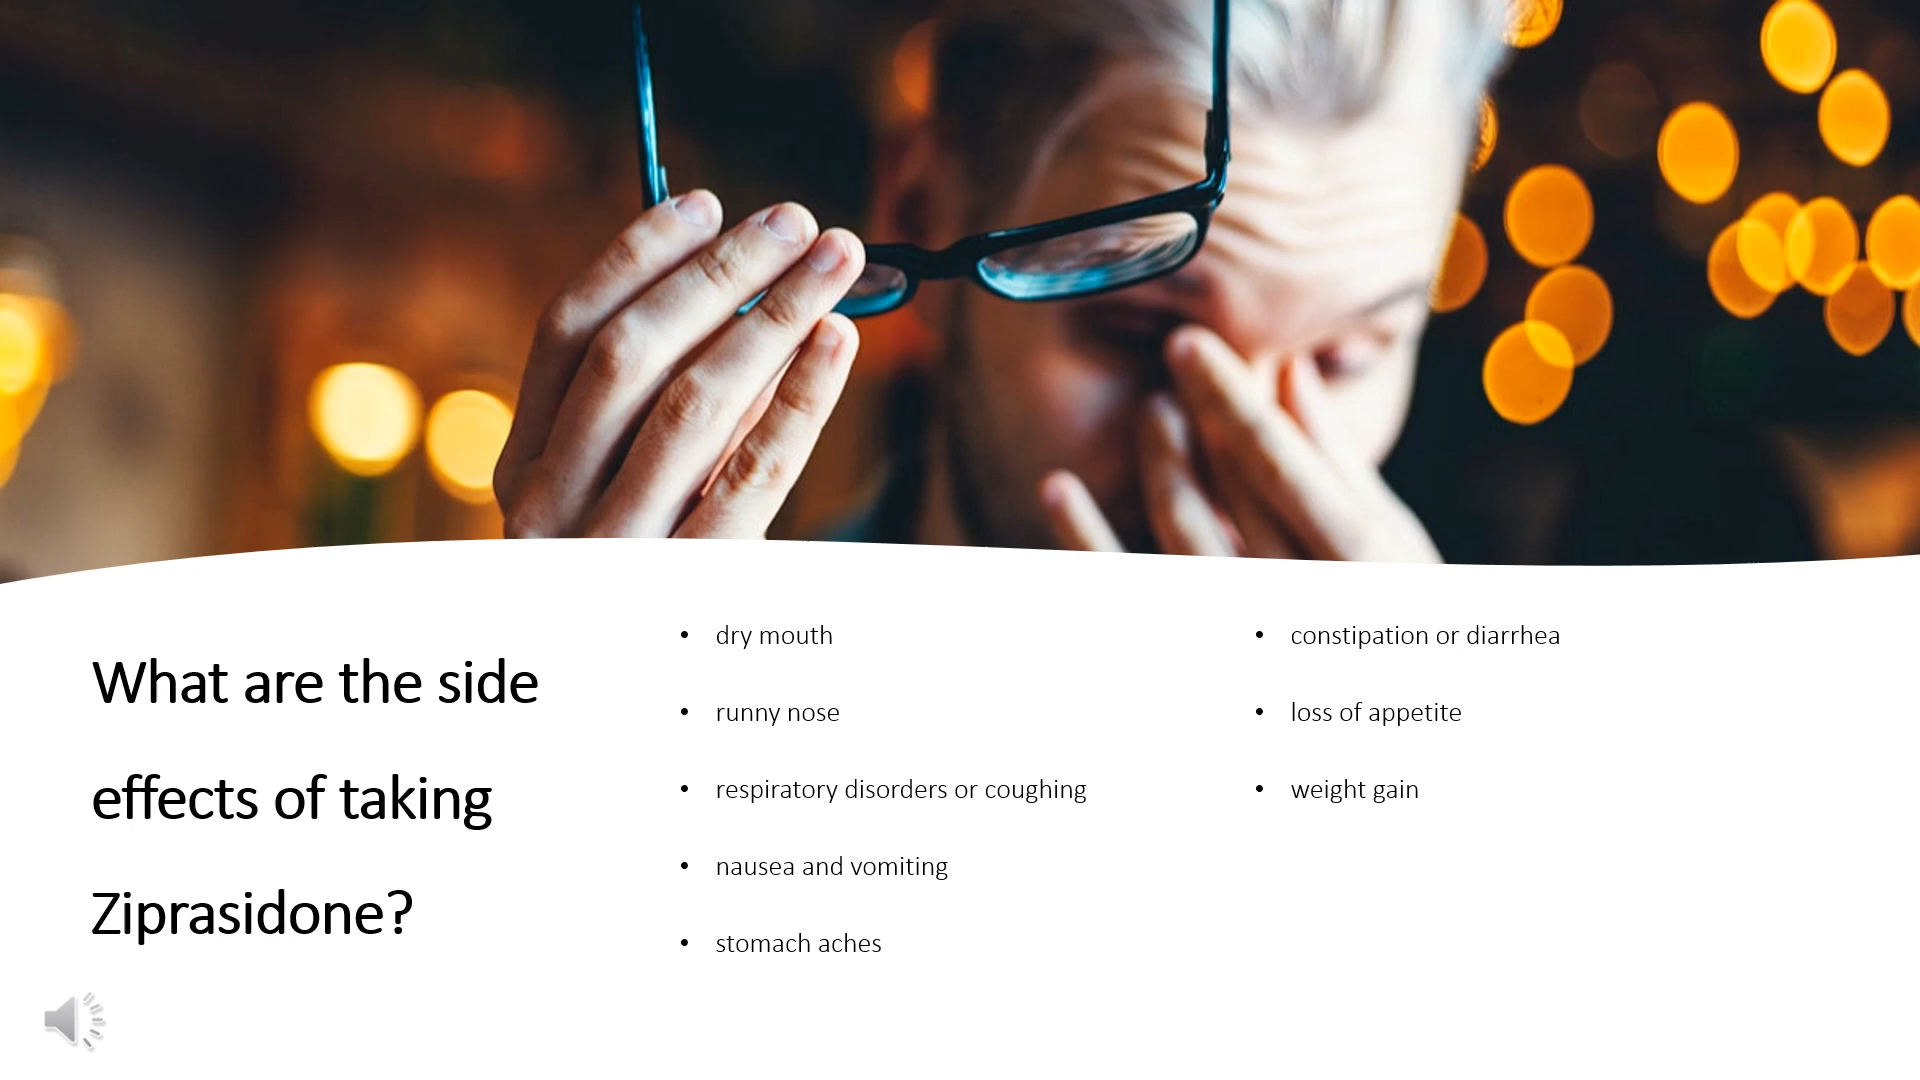 What are the side
effects of taking
Ziprasidone?
• dry mouth
• runny nose
• respiratory disorders or coughing
• nausea and vomiting
• stomach aches
• constipation or diarrhea
• loss of appetite
• weight gain